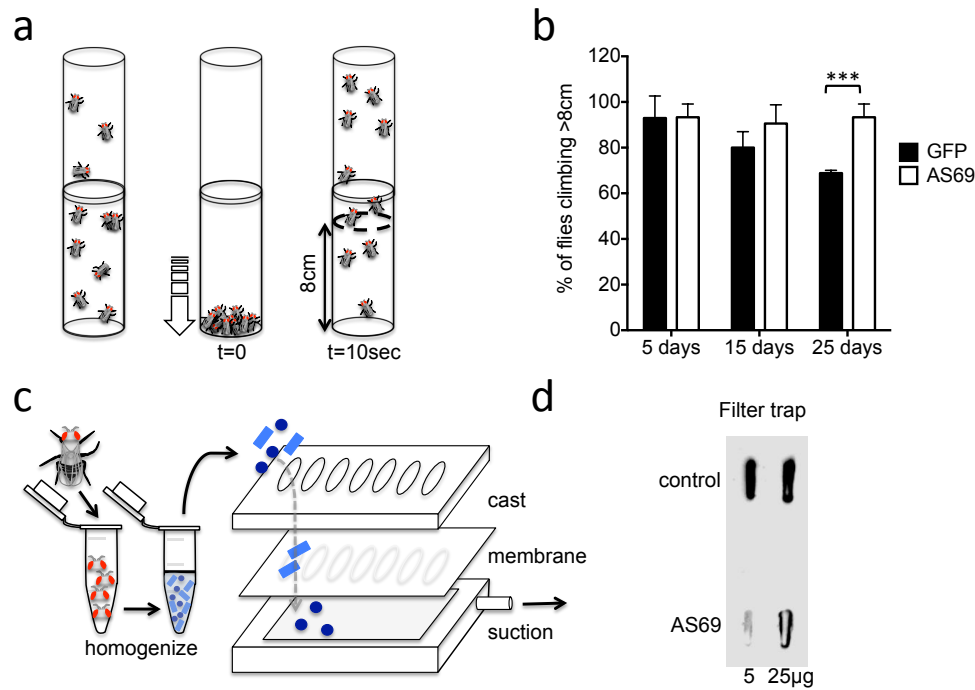 a
8cm
t=0
t=10sec
b
% of flies climbing >8cm
120
100
80
60
40
20
0
***
GFP
AS69
5 days
15 days
25 days
c
homogenize
cast
membrane
suction
d
Filter trap
control
AS69
5
25µg